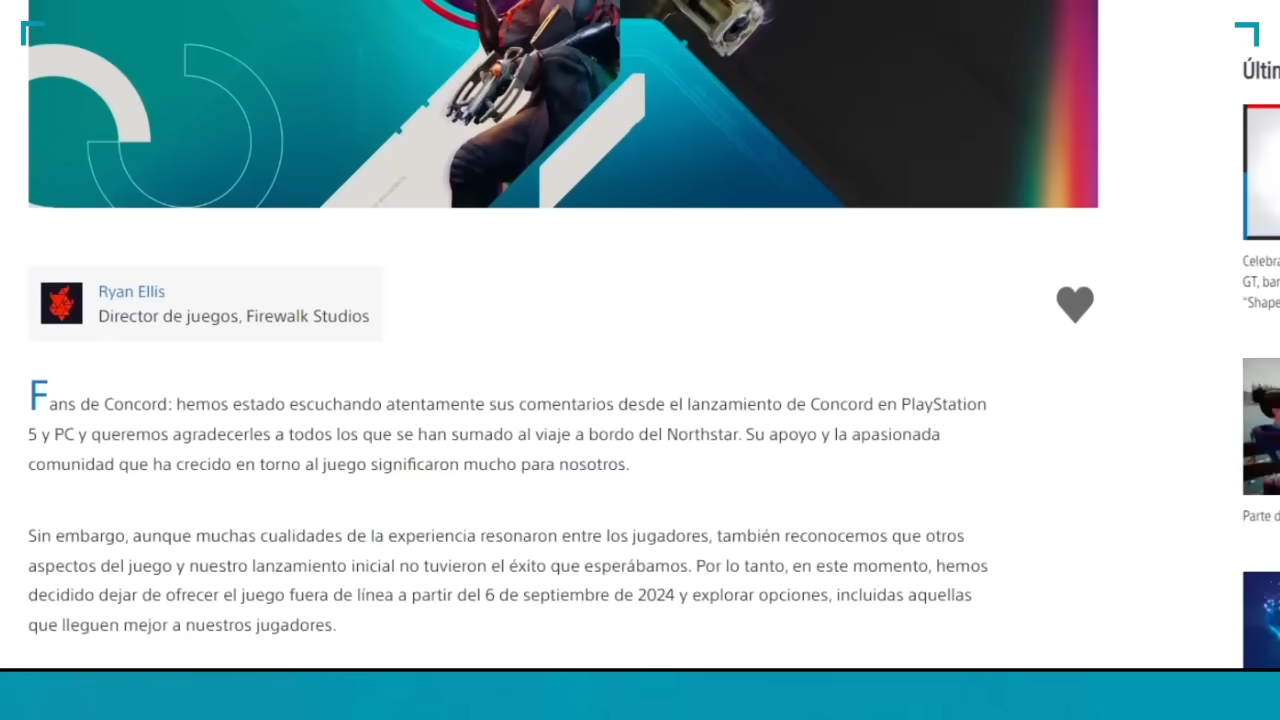 Últin
Ryan Ellis
Director de juegos, Firewalk Studios
Celebra
GT, bar
"Shape
Fans de Concord: hemos estado escuchando atentamente sus comentarios desde el lanzamiento de Concord en PlayStation
5 y PC y queremos agradecerles a todos los que se han sumado al viaje a bordo del Northstar. Su apoyo y la apasionada
comunidad que ha crecido en torno al juego significaron mucho para nosotros.
Parte d
Sin embargo, aunque muchas cualidades de la experiencia resonaron entre los jugadores, también reconocemos que otros
aspectos del juego y nuestro lanzamiento inicial no tuvieron el éxito que esperábamos. Por lo tanto, en este momento, hemos
decidido dejar de ofrecer el juego fuera de línea a partir del 6 de septiembre de 2024 y explorar opciones, incluidas aquellas
que lleguen mejor a nuestros jugadores.